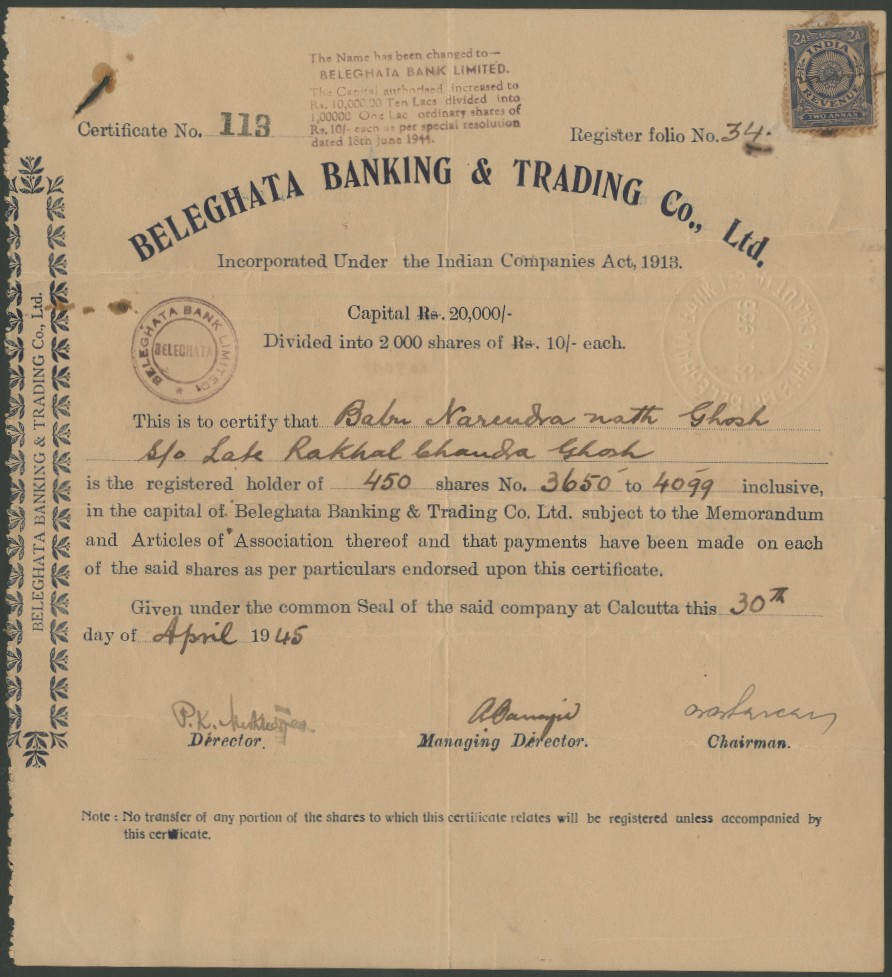 The Name has been changed to—
BELEGHATA BANK LIMITED.
The Capital authorised increased to
Rs. 10,000,00 Ten Lacs divided into
1,00000 One Lac ordinary shares of
Rs. 10/- each as per special resolution
dated 18th June 1944.
2As INDIA 2As
REVENUE
TWO ANNAS
Certificate No. 113
Register folio No. 34.
BELEGHATA BANKING & TRADING Co., Ltd.
Incorporated Under the Indian Companies Act, 1913.
Capital Rs. 20,000/-
Divided into 2,000 shares of Rs. 10/- each.
BELEGHATA BANK LIMITED
BELEGHATA
This is to certify that Babu Narendra nath Ghosh
S/o Late Rakhal Chandra Ghosh
is the registered holder of 450 shares No. 3650 to 4099 inclusive,
in the capital of Beleghata Banking & Trading Co. Ltd. subject to the Memorandum
and Articles of Association thereof and that payments have been made on each
of the said shares as per particulars endorsed upon this certificate.
Given under the common Seal of the said company at Calcutta this 30th
day of April 1945
P.K.
Director.
Managing Director.
Chairman.
Note : No transfer of any portion of the shares to which this certificate relates will be registered unless accompanied by
this certificate.
BELEGHATA BANKING & TRADING Co., Ltd.